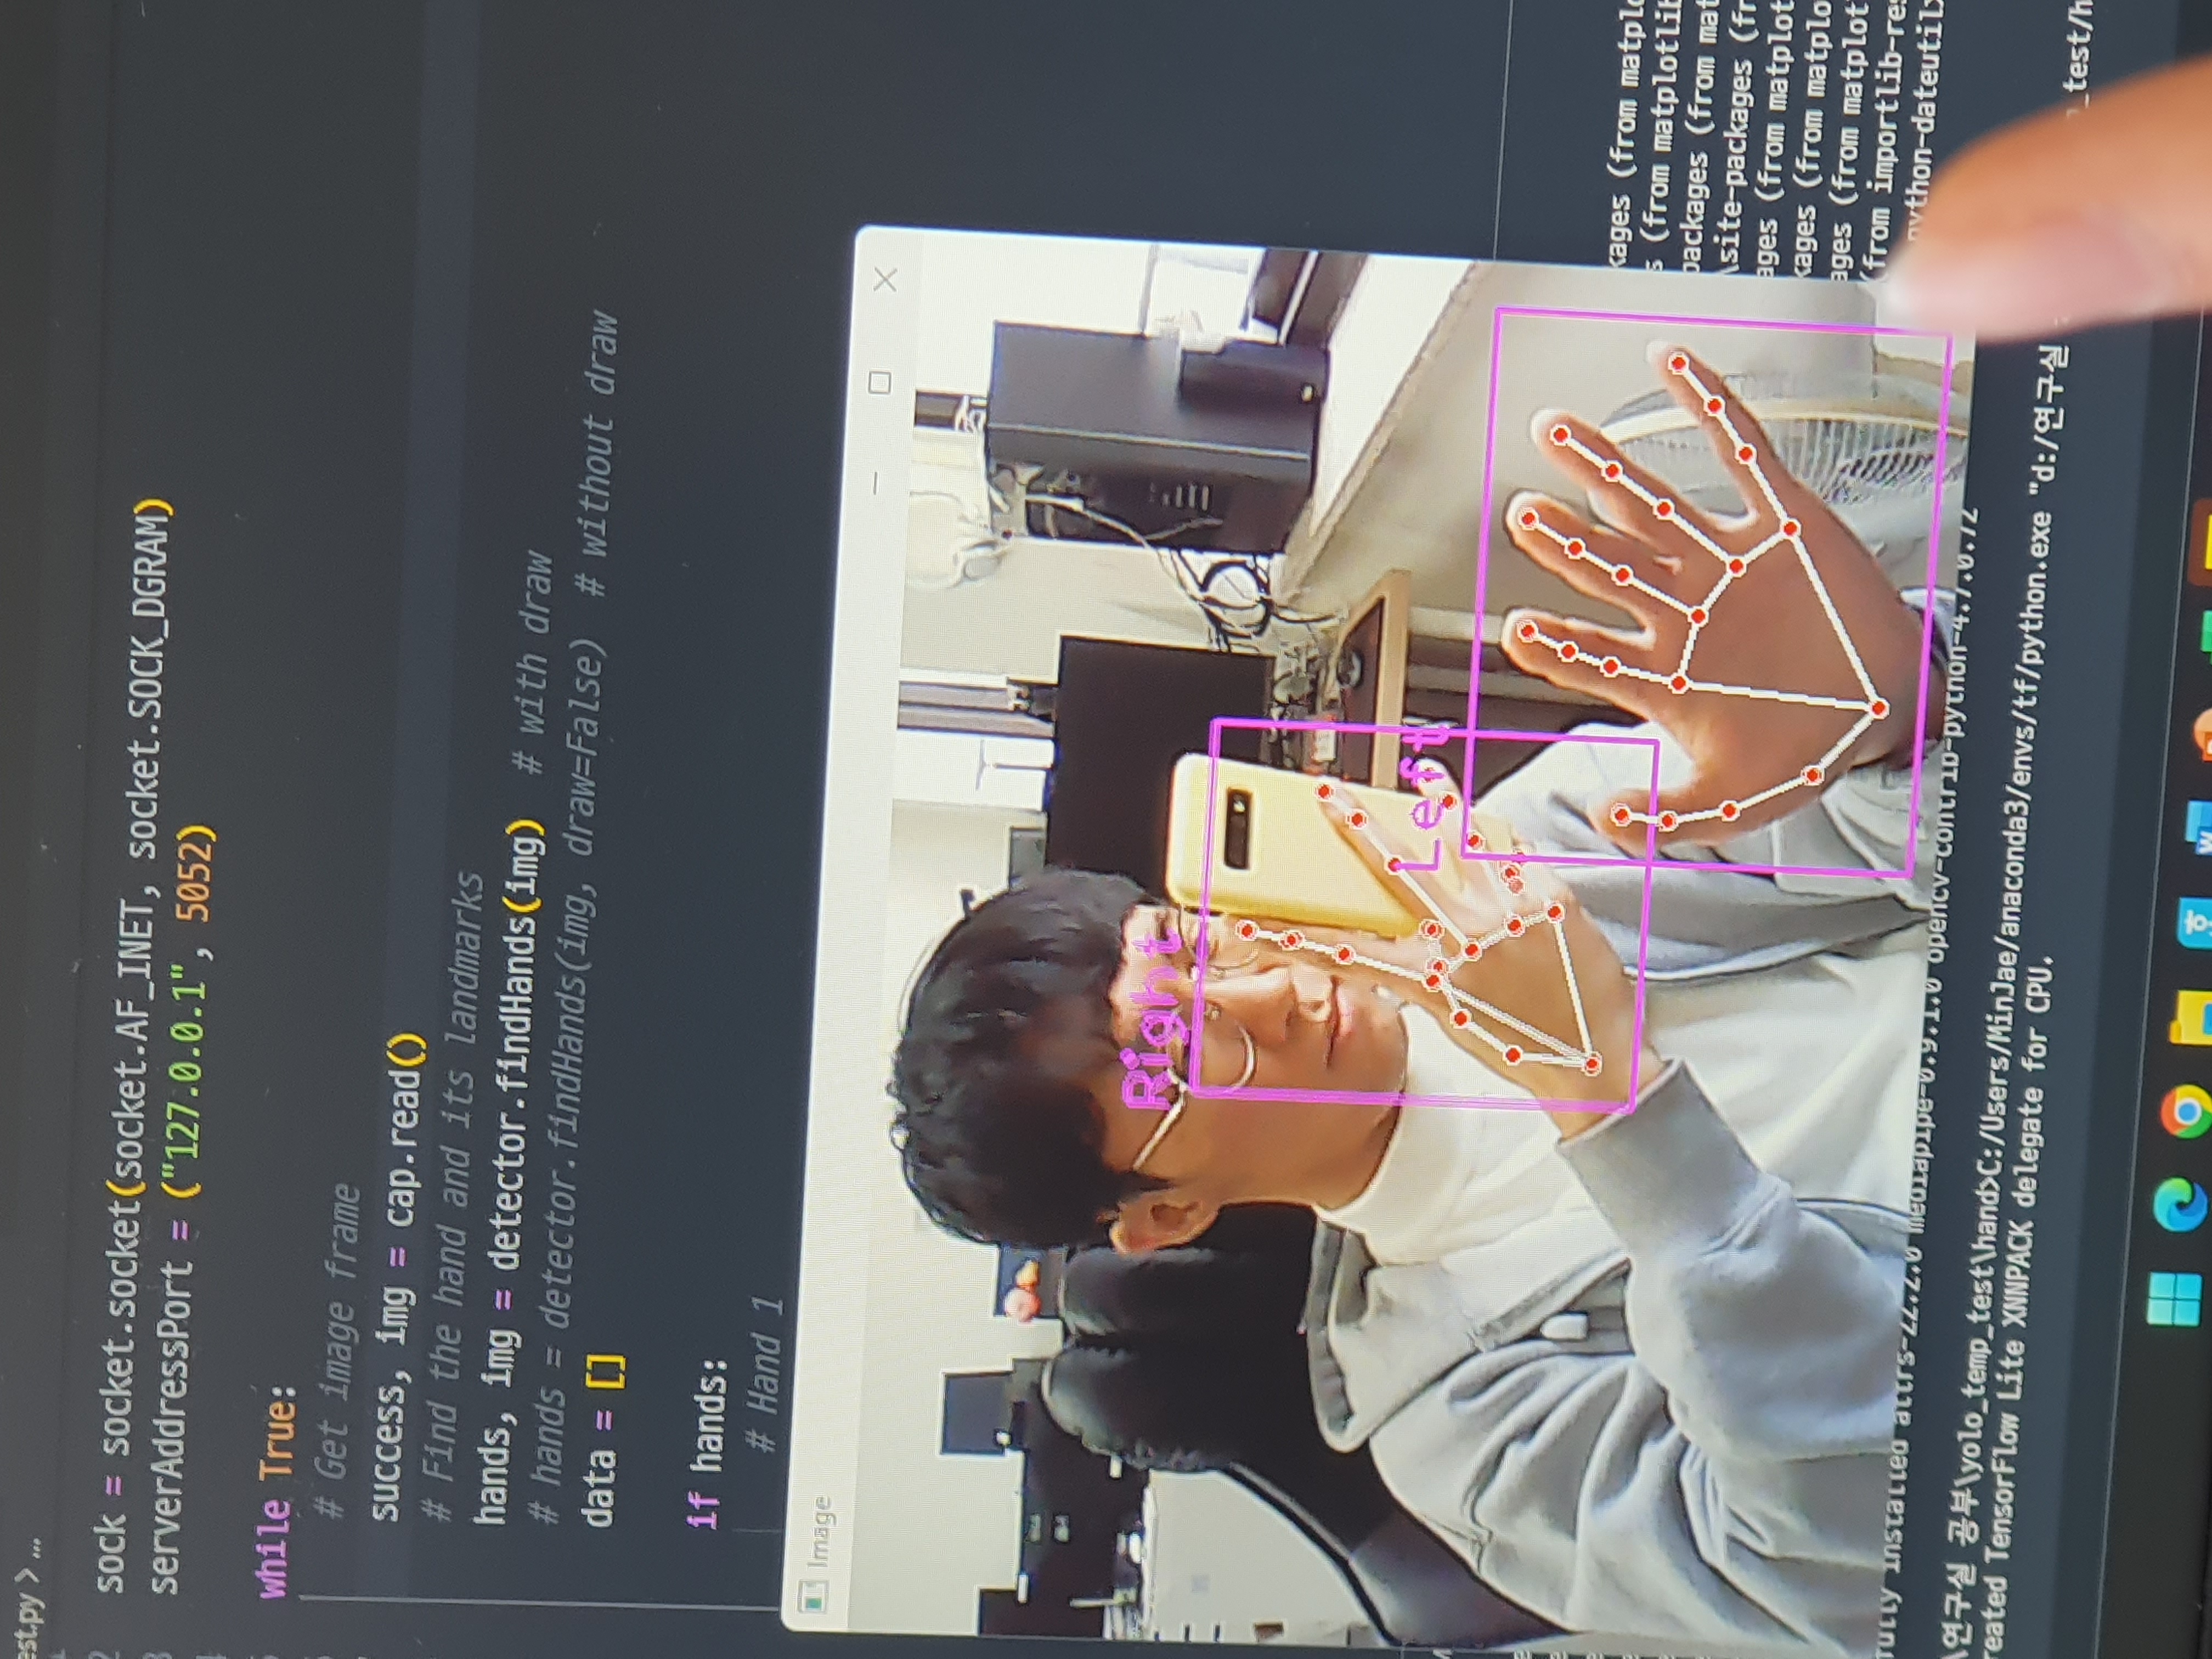 est.py > ...
sock = socket.socket(socket.AF_INET, socket.SOCK_DGRAM)
serverAddressPort = ("127.0.0.1", 5052)
while True:
# Get image frame
success, img = cap.read()
# Find the hand and its landmarks
hands, img = detector.findHands(img)  # with draw
# hands = detector.findHands(img, draw=False)  # without draw
data = []
if hands:
# Hand 1
Image
Right
Left
kages (from matplo
s (from matplotlib
packages (from mat
\site-packages (fr
ages (from matplot
kages (from matplo
ages (from matplot
(from importlib-res
python-dateutil>
fully installed attrs-22.2.0 mediapipe-0.9.1.0 opencv-contrib-python-4.7.0.72
\연구실 공부\yolo_temp_test\hand>C:/Users/MinJae/anaconda3/envs/tf/python.exe "d:/연구실
_test/h
reated TensorFlow Lite XNNPACK delegate for CPU.